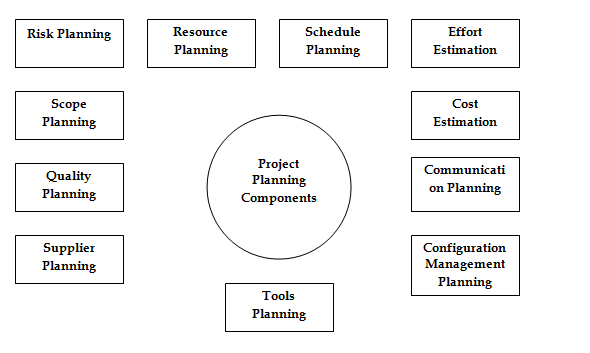 Risk Planning
Resource
Planning
Schedule
Planning
Effort
Estimation
Scope
Planning
Cost
Estimation
Quality
Planning
Project
Planning
Components
Communicati
on Planning
Supplier
Planning
Configuration
Management
Planning
Tools
Planning